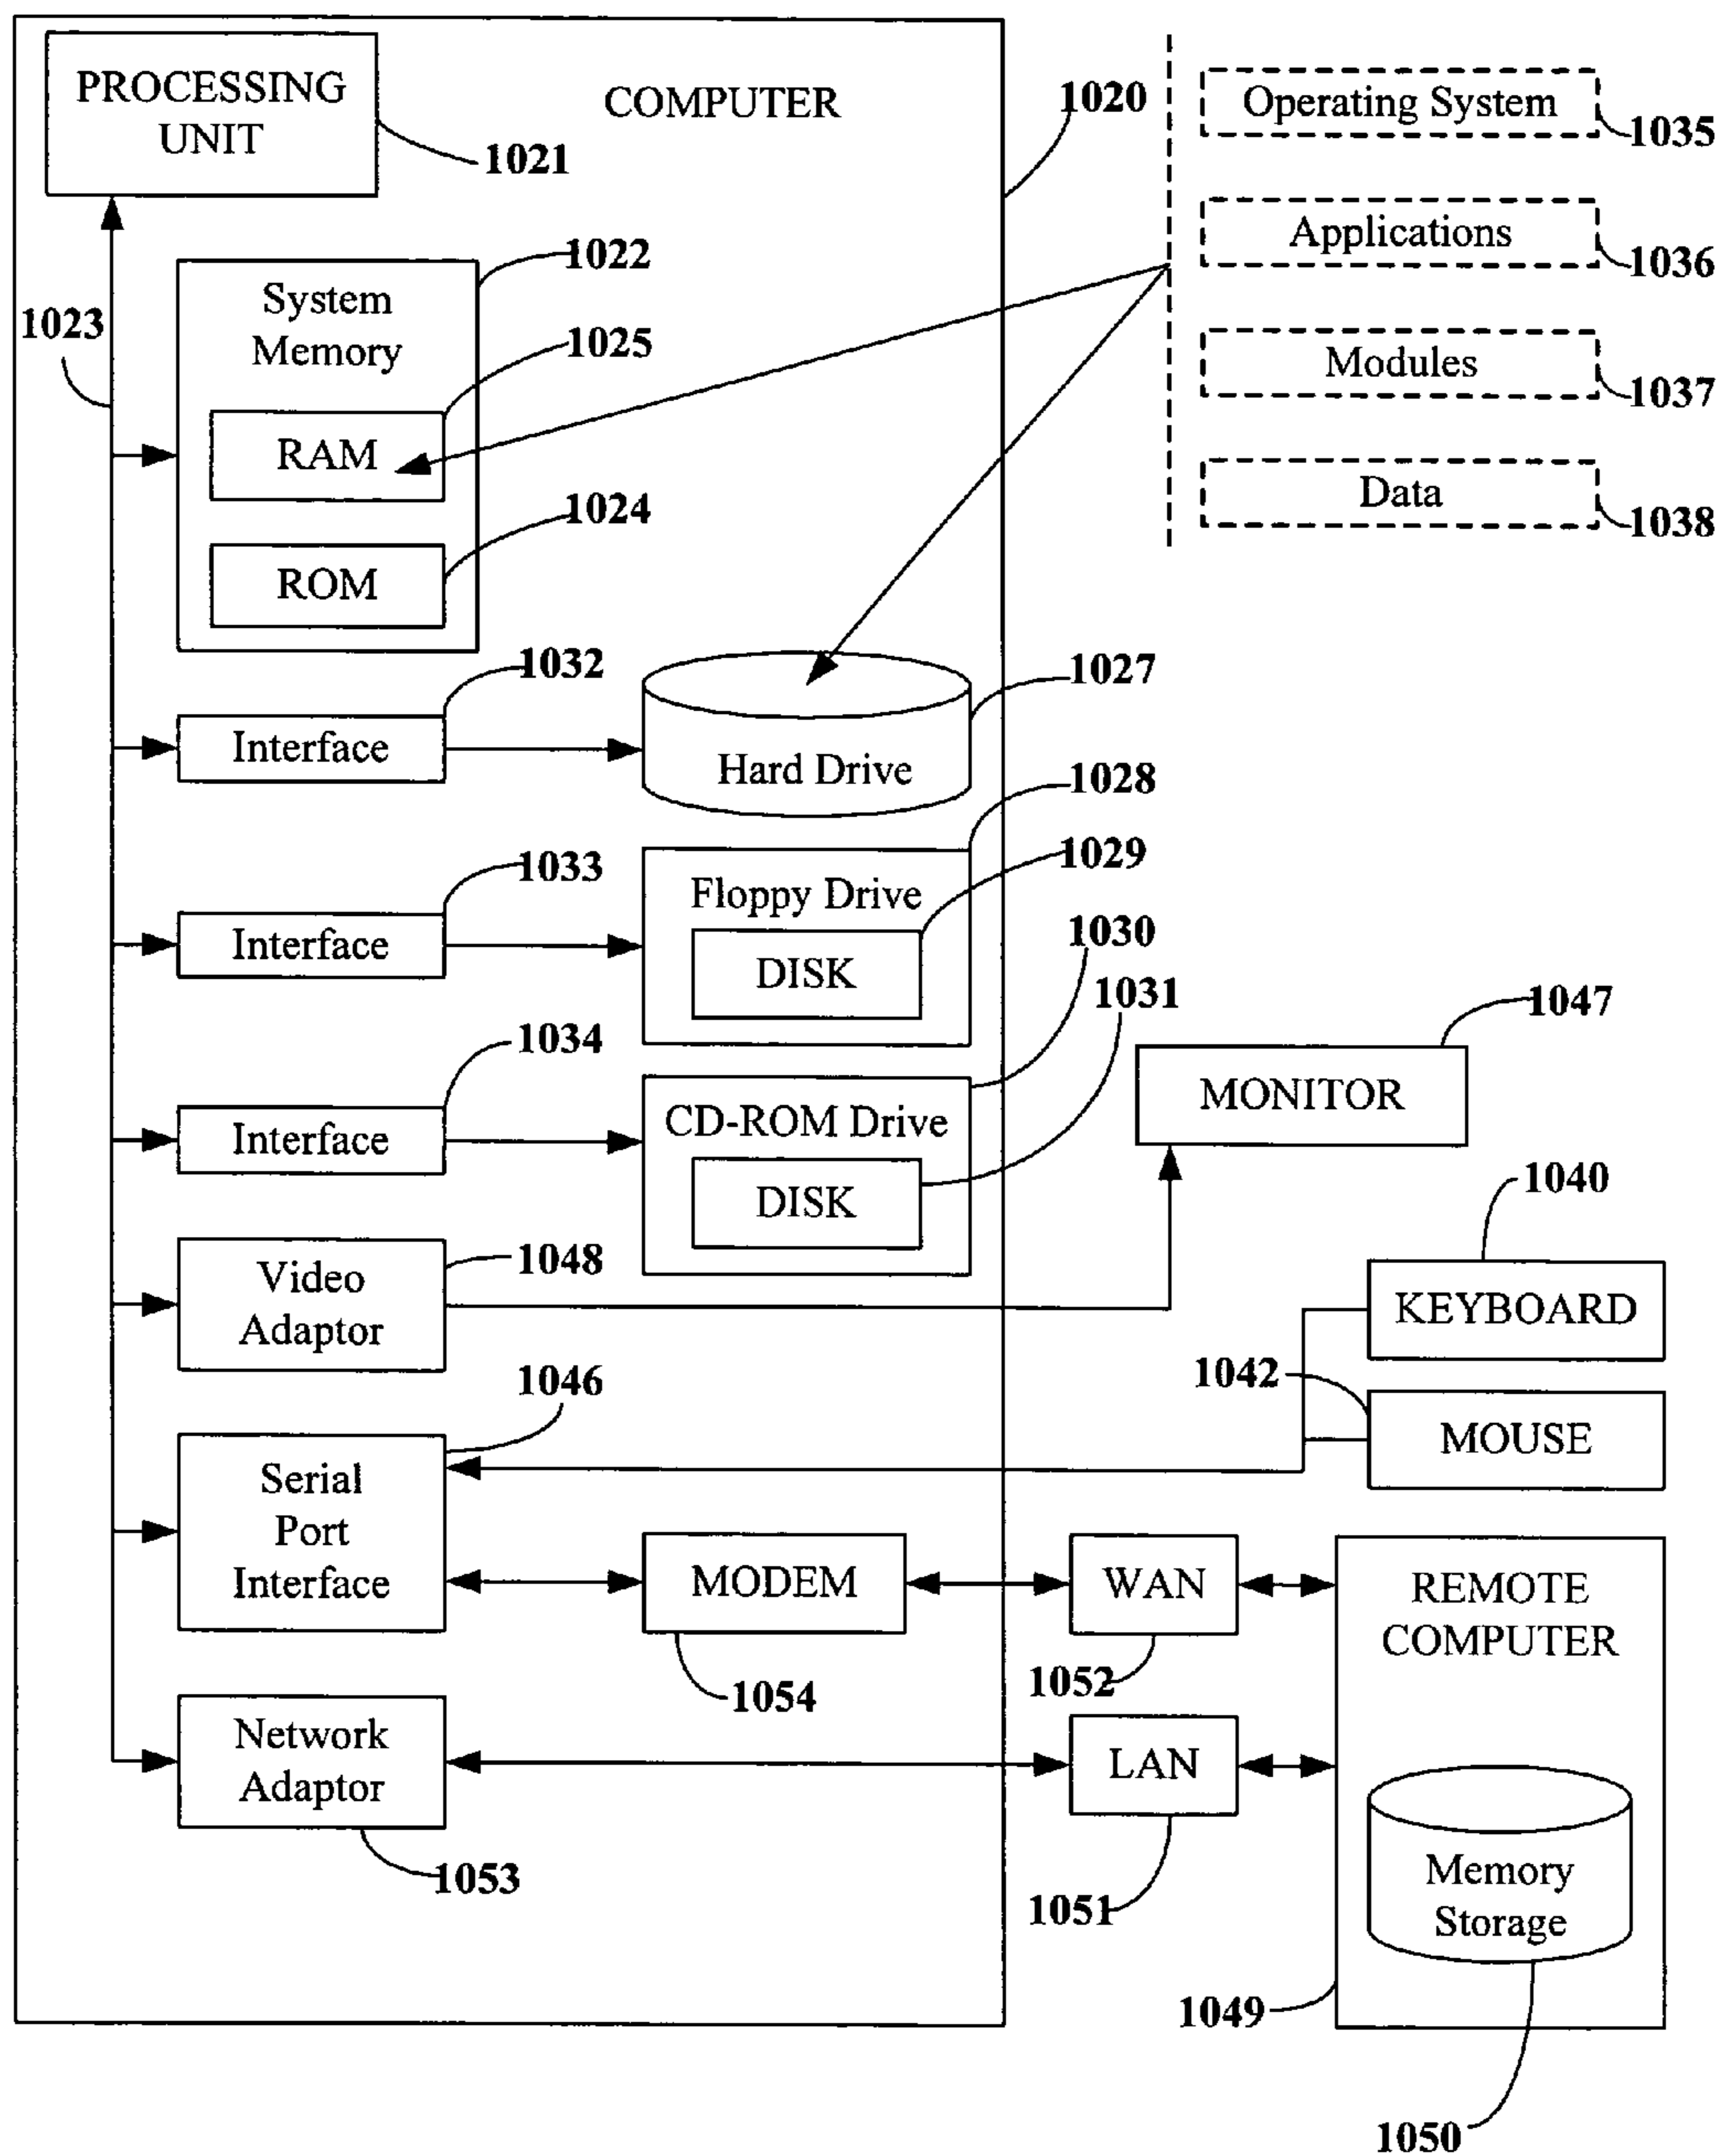 PROCESSING
UNIT
COMPUTER
1020
1021
Operating System
1035
Applications
1036
Modules
1037
Data
1038
1022
System
Memory
1023
1025
RAM
1024
ROM
1032
Interface
1027
Hard Drive
1028
1033
Interface
1029
Floppy Drive
DISK
1030
1031
1034
Interface
CD-ROM Drive
DISK
1047
MONITOR
1040
KEYBOARD
1048
Video
Adaptor
1042
MOUSE
1046
Serial
Port
Interface
MODEM
1054
WAN
1052
REMOTE
COMPUTER
Network
Adaptor
1053
LAN
1051
Memory
Storage
1049
1050